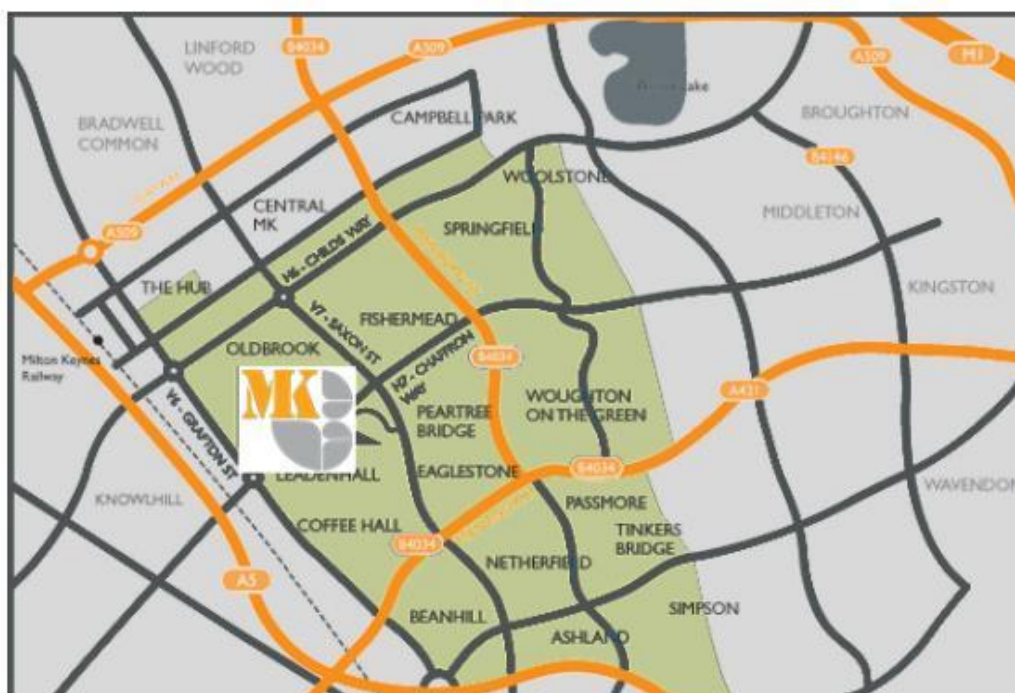 LINFORD
WOOD
B4034
A509
A509
M1
CAMPBELL PARK
BROUGHTON
BRADWELL
COMMON
B4146
WOOLSTONE
CENTRAL
MK
MIDDLETON
SPRINGFIELD
A509
H6 - CHILDS WAY
THE HUB
KINGSTON
V7 - SAXON ST
FISHERMEAD
OLDBROOK
Milton Keynes
Railway
H7 - CHAFFRON
WAY
B4034
MK
A421
V6 - GRAFTON ST
PEARTREE
BRIDGE
WOUGHTON
ON THE GREEN
LEADENHALL
EAGLESTONE
B4034
WAVENDON
KNOWLHILL
PASSMORE
COFFEE HALL
TINKERS
BRIDGE
B4034
NETHERFIELD
A5
SIMPSON
BEANHILL
ASHLAND